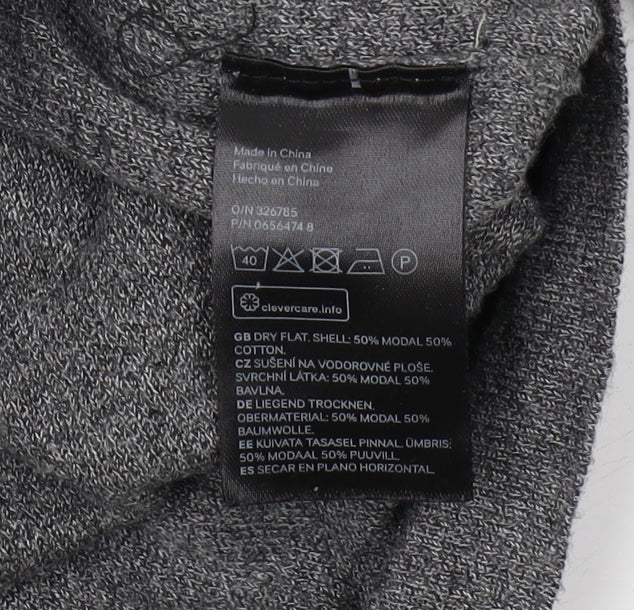 Made in China
Fabriqué en Chine
Hecho en China
O/N 326785
P/N 0656474 8
40 P
clevercare.info
GB DRY FLAT. SHELL: 50% MODAL 50%
COTTON.
CZ SUŠENÍ NA VODOROVNÉ PLOŠE.
SVRCHNÍ LÁTKA: 50% MODAL 50%
BAVLNA.
DE LIEGEND TROCKNEN.
OBERMATERIAL: 50% MODAL 50%
BAUMWOLLE.
EE KUIVATA TASASEL PINNAL. ÜMBRIS:
50% MODAAL 50% PUUVILL.
ES SECAR EN PLANO HORIZONTAL.